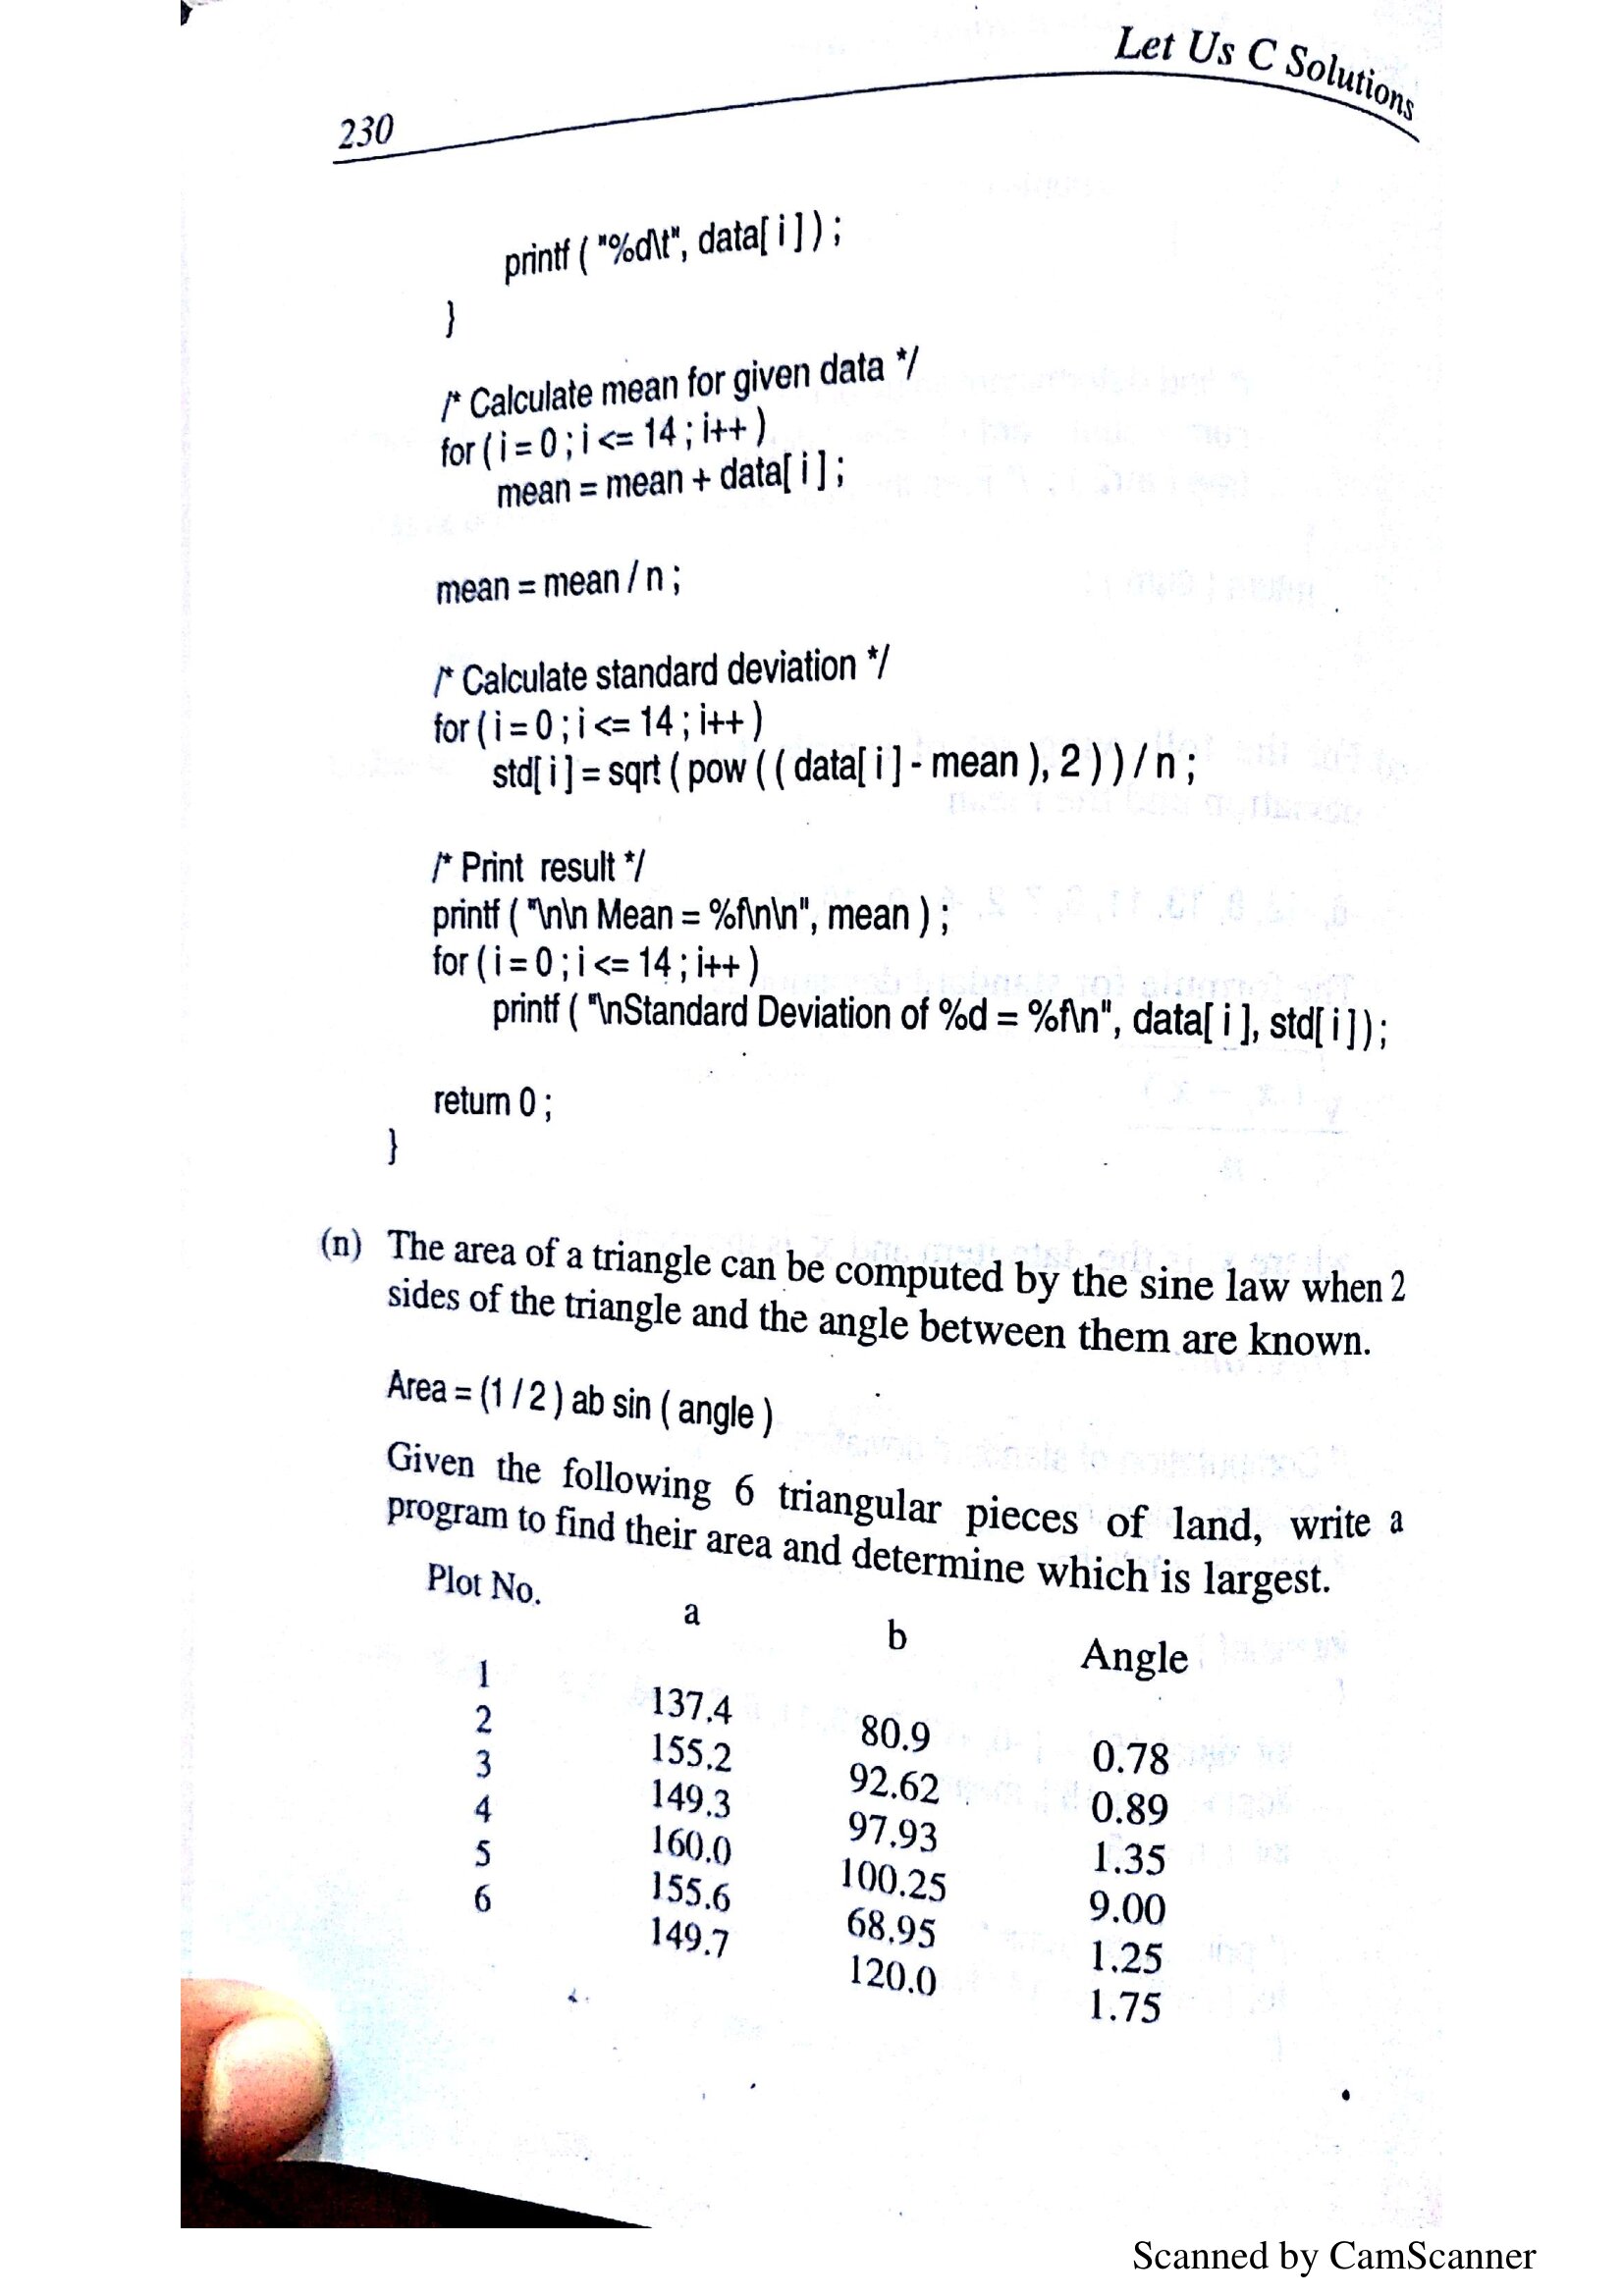 Let Us C Solutions
230
printf ( "%d\t", data[ i ] ) ;
}
/* Calculate mean for given data */
for ( i = 0 ; i <= 14 ; i++ )
mean = mean + data[ i ] ;
mean = mean / n ;
/* Calculate standard deviation */
for ( i = 0 ; i <= 14 ; i++ )
std[ i ] = sqrt ( pow ( ( data[ i ] - mean ), 2 ) ) / n ;
/* Print result */
printf ( "\n\n Mean = %f\n\n", mean ) ;
for ( i = 0 ; i <= 14 ; i++ )
printf ( "\nStandard Deviation of %d = %f\n", data[ i ], std[ i ]) ;
return 0 ;
}
(n) The area of a triangle can be computed by the sine law when 2
sides of the triangle and the angle between them are known.
Area = (1 / 2 ) ab sin ( angle )
Given the following 6 triangular pieces of land, write a
program to find their area and determine which is largest.
Plot No. a b Angle
1 137.4 80.9 0.78
2 155.2 92.62 0.89
3 149.3 97.93 1.35
4 160.0 100.25 9.00
5 155.6 68.95 1.25
6 149.7 120.0 1.75
Scanned by CamScanner